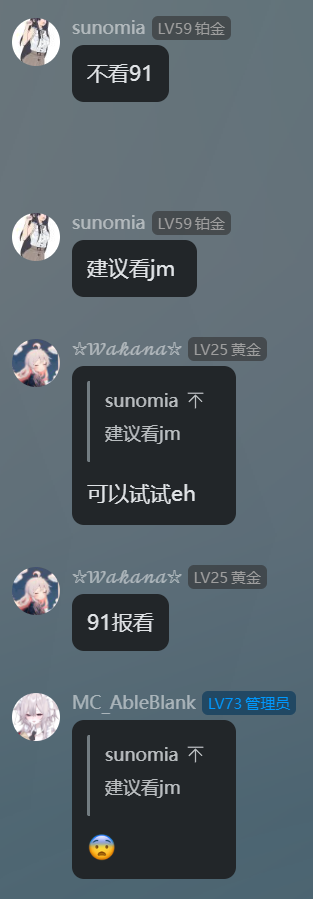 sunomia LV59 铂金
不看91
sunomia LV59 铂金
建议看jm
☆𝓦𝓪𝓴𝓪𝓷𝓪☆ LV25 黄金
sunomia 不
建议看jm
可以试试eh
☆𝓦𝓪𝓴𝓪𝓷𝓪☆ LV25 黄金
91报看
MC_AbleBlank LV73 管理员
sunomia 不
建议看jm
😨